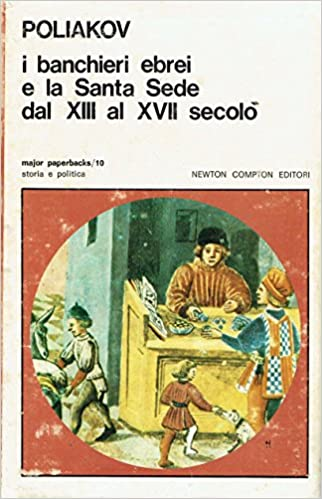 POLIAKOV
i banchieri ebrei
e la Santa Sede
dal XIII al XVII secolo
major paperbacks/10
storia e politica
NEWTON COMPTON EDITORI